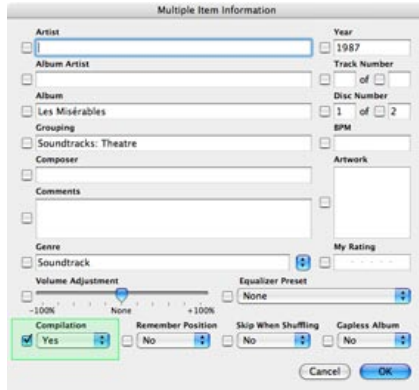 Multiple Item Information
Artist
Year
1987
Album Artist
Track Number
of
Album
Disc Number
Les Misérables
1 of 2
Grouping
BPM
Soundtracks: Theatre
Composer
Artwork
Comments
Genre
My Rating
Soundtrack
Volume Adjustment
Equalizer Preset
None
-100% None +100%
Compilation Remember Position Skip When Shuffling Gapless Album
Yes No No No
Cancel OK